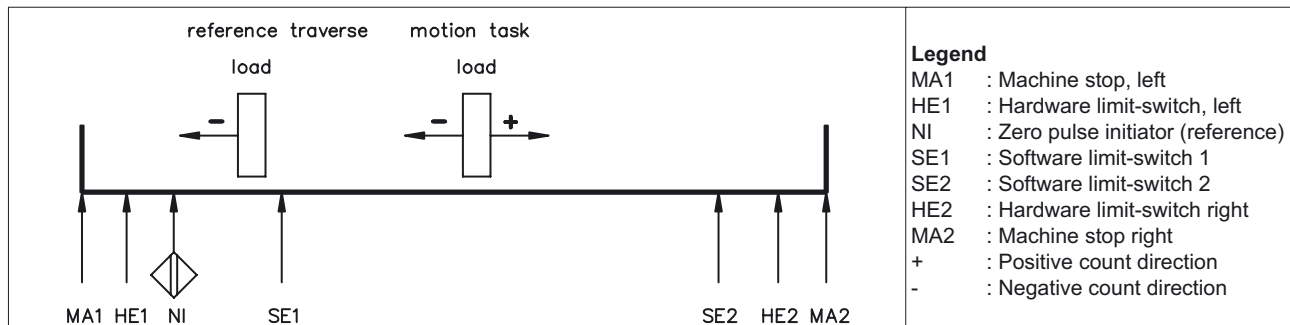 reference traverse motion task
load load
- - +
MA1 HE1 NI SE1 SE2 HE2 MA2
Legend
MA1 : Machine stop, left
HE1 : Hardware limit-switch, left
NI : Zero pulse initiator (reference)
SE1 : Software limit-switch 1
SE2 : Software limit-switch 2
HE2 : Hardware limit-switch right
MA2 : Machine stop right
+ : Positive count direction
- : Negative count direction